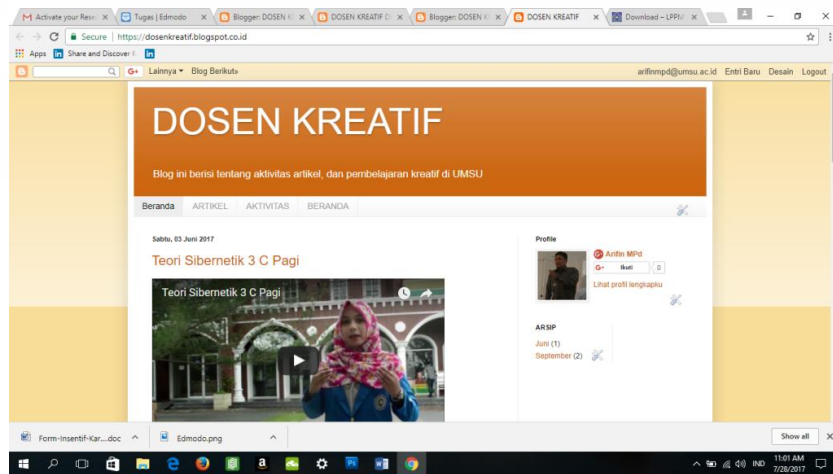 Activate your Rese
Tugas | Edmodo
Blogger: DOSEN K
DOSEN KREATIF D
Blogger: DOSEN K
DOSEN KREATIF
Download – LPPM
Secure | https://dosenkreatif.blogspot.co.id
Apps
Share and Discover
G+ Lainnya Blog Berikut»
arifinmpd@umsu.ac.id Entri Baru Desain Logout
DOSEN KREATIF
Blog ini berisi tentang aktivitas artikel, dan pembelajaran kreatif di UMSU
Beranda ARTIKEL AKTIVITAS BERANDA
Sabtu, 03 Juni 2017
Teori Sibernetik 3 C Pagi
Teori Sibernetik 3 C Pagi
Profile
Arifin MPd
G+ Ikuti 0
Lihat profil lengkapku
ARSIP
Juni (1)
September (2)
Form-Insentif-Kar....doc
Edmodo.png
Show all
IND
11:01 AM
7/28/2017